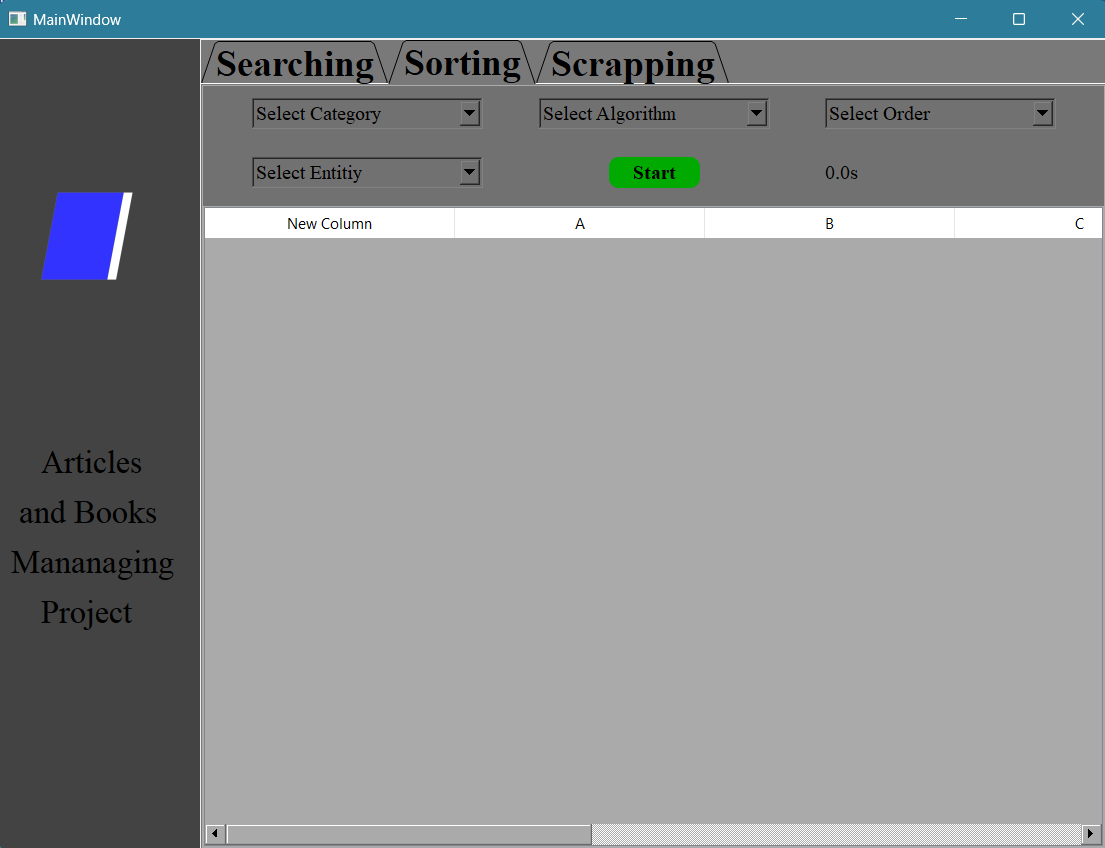 MainWindow
Searching Sorting Scrapping
Select Category Select Algorithm Select Order
Select Entitiy Start 0.0s
New Column A B C
Articles
and Books
Mananaging
Project